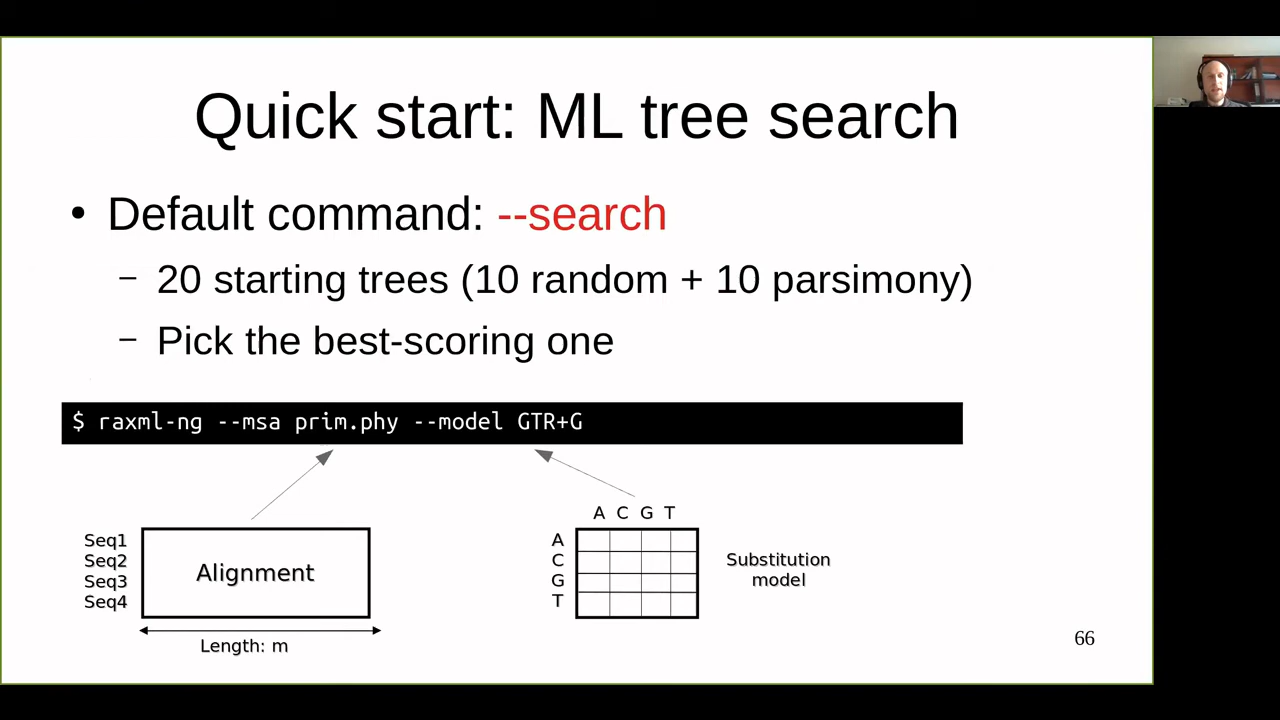 Quick start: ML tree search
• Default command: --search
– 20 starting trees (10 random + 10 parsimony)
– Pick the best-scoring one
$ raxml-ng --msa prim.phy --model GTR+G
A C G T
Seq1
Seq2
Seq3
Seq4
Alignment
Length: m
A
C
G
T
Substitution
model
66